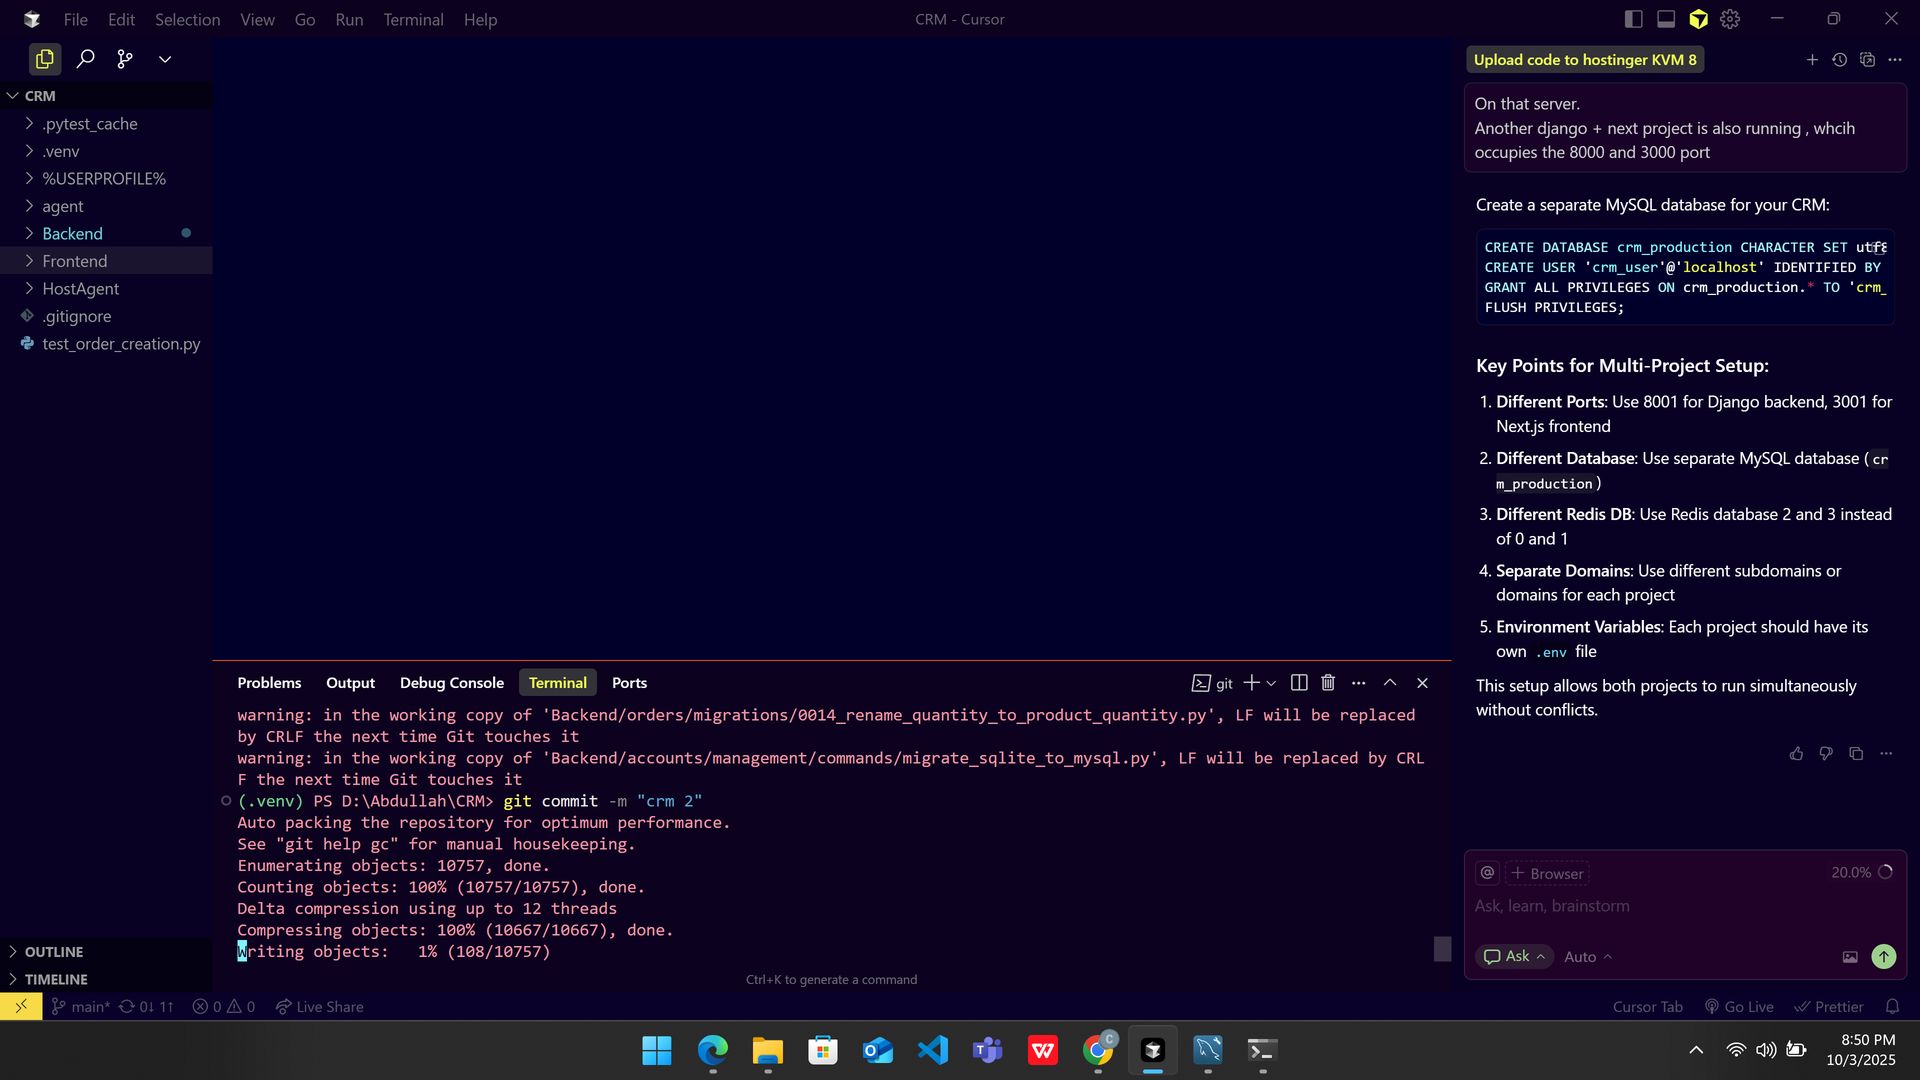 File Edit Selection View Go Run Terminal Help
CRM - Cursor
CRM
.pytest_cache
.venv
%USERPROFILE%
agent
Backend
Frontend
HostAgent
.gitignore
test_order_creation.py
OUTLINE
TIMELINE
Problems Output Debug Console Terminal Ports
git
warning: in the working copy of 'Backend/orders/migrations/0014_rename_quantity_to_product_quantity.py', LF will be replaced
by CRLF the next time Git touches it
warning: in the working copy of 'Backend/accounts/management/commands/migrate_sqlite_to_mysql.py', LF will be replaced by CRL
F the next time Git touches it
(.venv) PS D:\Abdullah\CRM> git commit -m "crm 2"
Auto packing the repository for optimum performance.
See "git help gc" for manual housekeeping.
Enumerating objects: 10757, done.
Counting objects: 100% (10757/10757), done.
Delta compression using up to 12 threads
Compressing objects: 100% (10667/10667), done.
Writing objects:   1% (108/10757)
Ctrl+K to generate a command
Upload code to hostinger KVM 8
On that server.
Another django + next project is also running , whcih
occupies the 8000 and 3000 port
Create a separate MySQL database for your CRM:
CREATE DATABASE crm_production CHARACTER SET utf8
CREATE USER 'crm_user'@'localhost' IDENTIFIED BY
GRANT ALL PRIVILEGES ON crm_production.* TO 'crm_
FLUSH PRIVILEGES;
Key Points for Multi-Project Setup:
1. Different Ports: Use 8001 for Django backend, 3001 for
Next.js frontend
2. Different Database: Use separate MySQL database (cr
m_production)
3. Different Redis DB: Use Redis database 2 and 3 instead
of 0 and 1
4. Separate Domains: Use different subdomains or
domains for each project
5. Environment Variables: Each project should have its
own .env file
This setup allows both projects to run simultaneously
without conflicts.
@ + Browser 20.0%
Ask, learn, brainstorm
Ask Auto
main* 0↓ 1↑ 0 0 Live Share
Cursor Tab Go Live Prettier
8:50 PM
10/3/2025